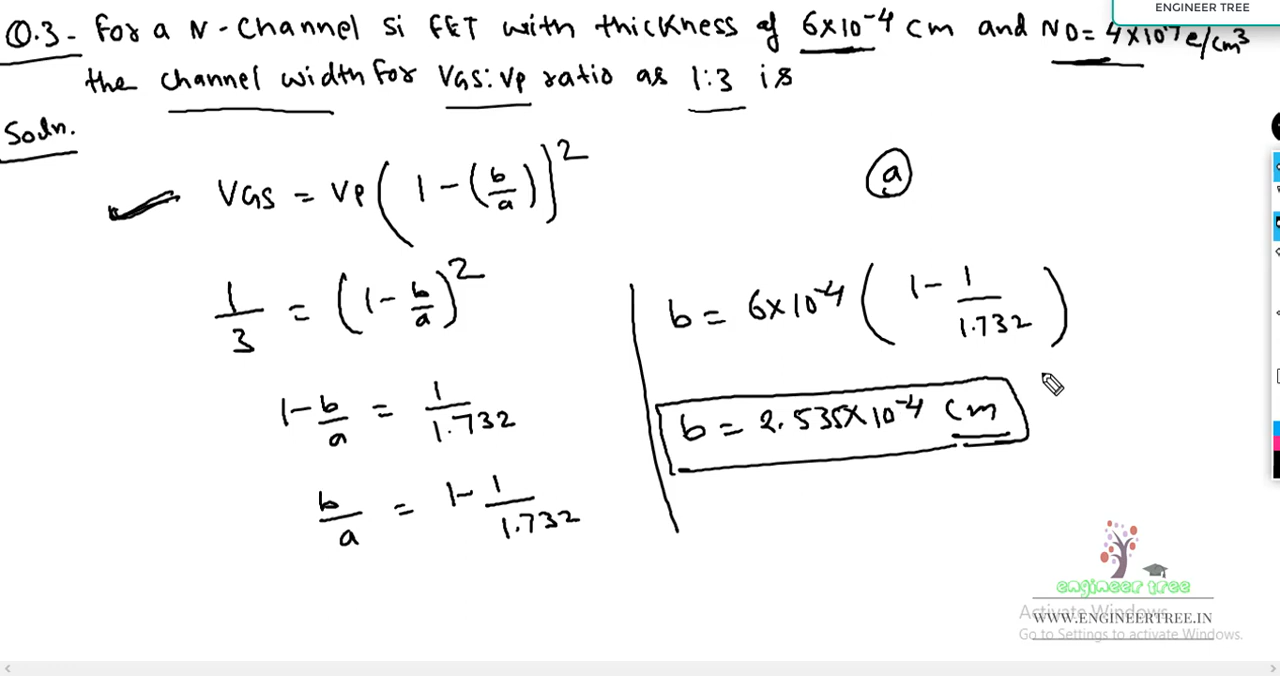 ENGINEER TREE
Q.3- For a N-Channel Si FET with thickness of 6×10⁻⁴ cm and ND= 4×10¹⁷ e/cm³
the channel width for VGS:Vp ratio as 1:3 is
Soln.
VGS = VP( 1-(b/a))]²
a
1/3 = (1-b/a)²
1-b/a = 1/1.732
b/a = 1-1/1.732
b= 6×10⁻⁴ ( 1-1/1.732 )
b= 2.535×10⁻⁴ cm
engineer tree
WWW.ENGINEERTREE.IN
Activate Windows
Go to Settings to activate Windows.